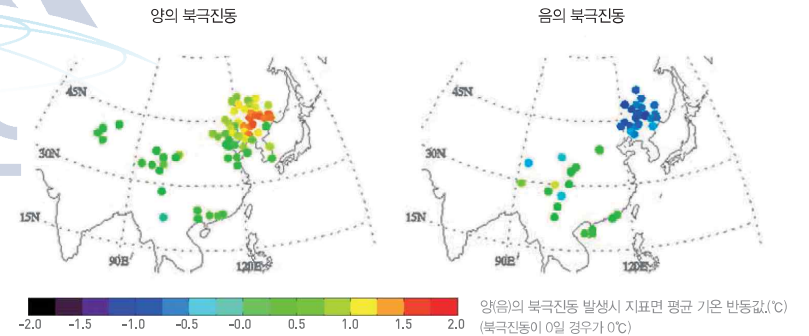 양의 북극진동
음의 북극진동
45N
30N
15N
90E
120E
45N
30N
15N
90E
120E
-2.0 -1.5 -1.0 -0.5 -0.0 0.5 1.0 1.5 2.0
양(음)의 북극진동 발생시 지표면 평균 기온 반동값.(℃)
(북극진동이 0일 경우가 0℃)